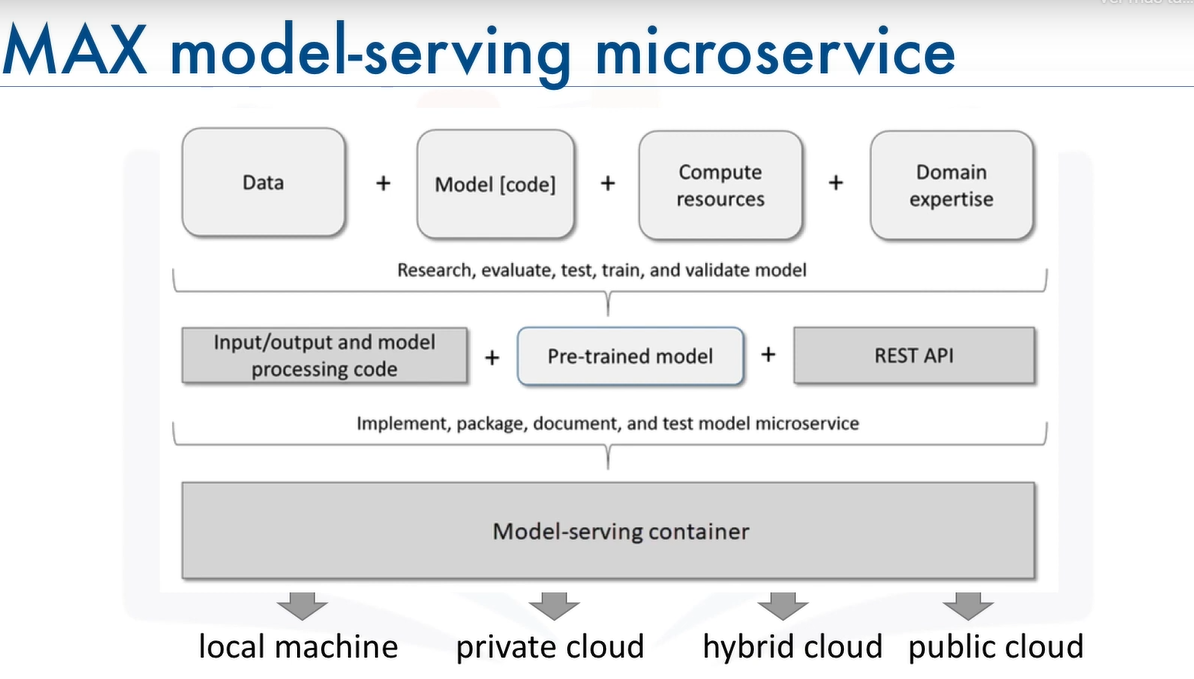 MAX model-serving microservice
Data
+
Model [code]
+
Compute
resources
+
Domain
expertise
Research, evaluate, test, train, and validate model
Input/output and model
processing code
+
Pre-trained model
+
REST API
Implement, package, document, and test model microservice
Model-serving container
local machine
private cloud
hybrid cloud
public cloud